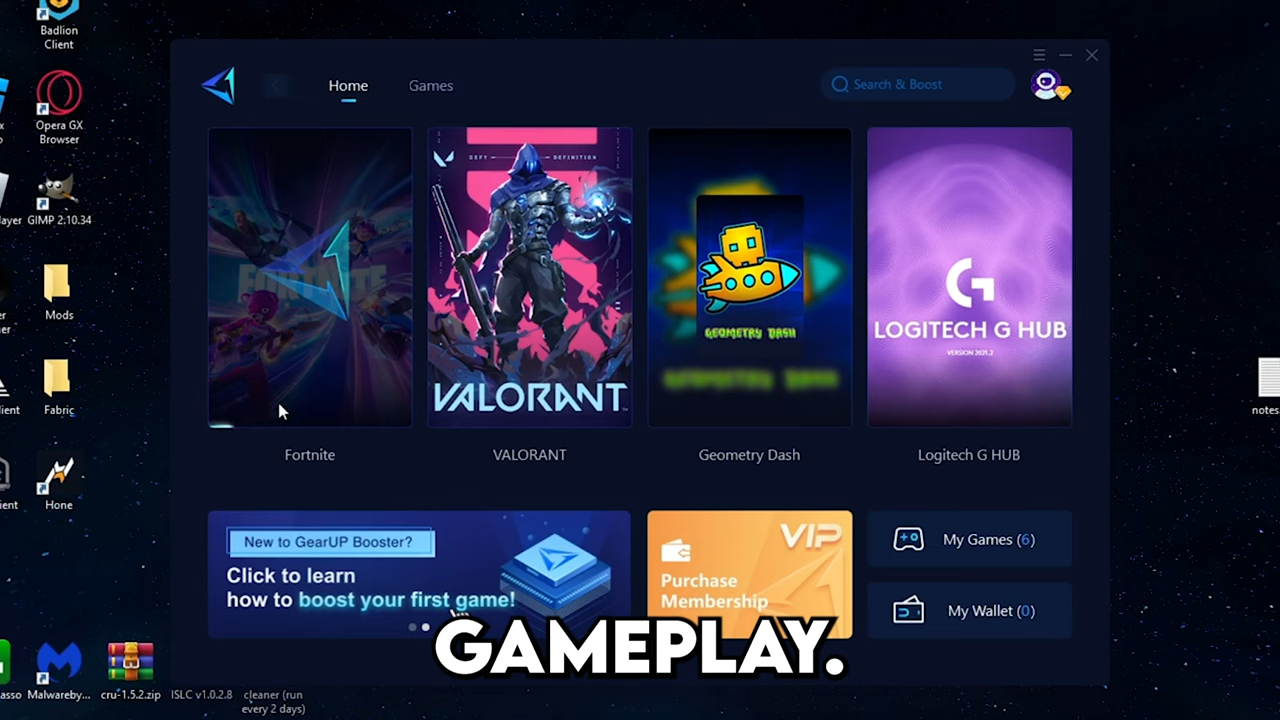 Badlion
Client
Opera GX
Browser
GIMP 2.10.34
Mods
Fabric
Hone
Malwareby...
cru-1.5.2.zip
ISLC v1.0.2.8
cleaner (run
every 2 days)
Home
Games
Search & Boost
FORTNITE
DEFY
DEFINITION
VALORANT
GEOMETRY DASH
GEOMETRY DASH
LOGITECH G HUB
VERSION 2021.2
Fortnite
VALORANT
Geometry Dash
Logitech G HUB
New to GearUP Booster?
Click to learn
how to boost your first game!
VIP
Purchase
Membership
My Games (6)
My Wallet (0)
GAMEPLAY.
notes